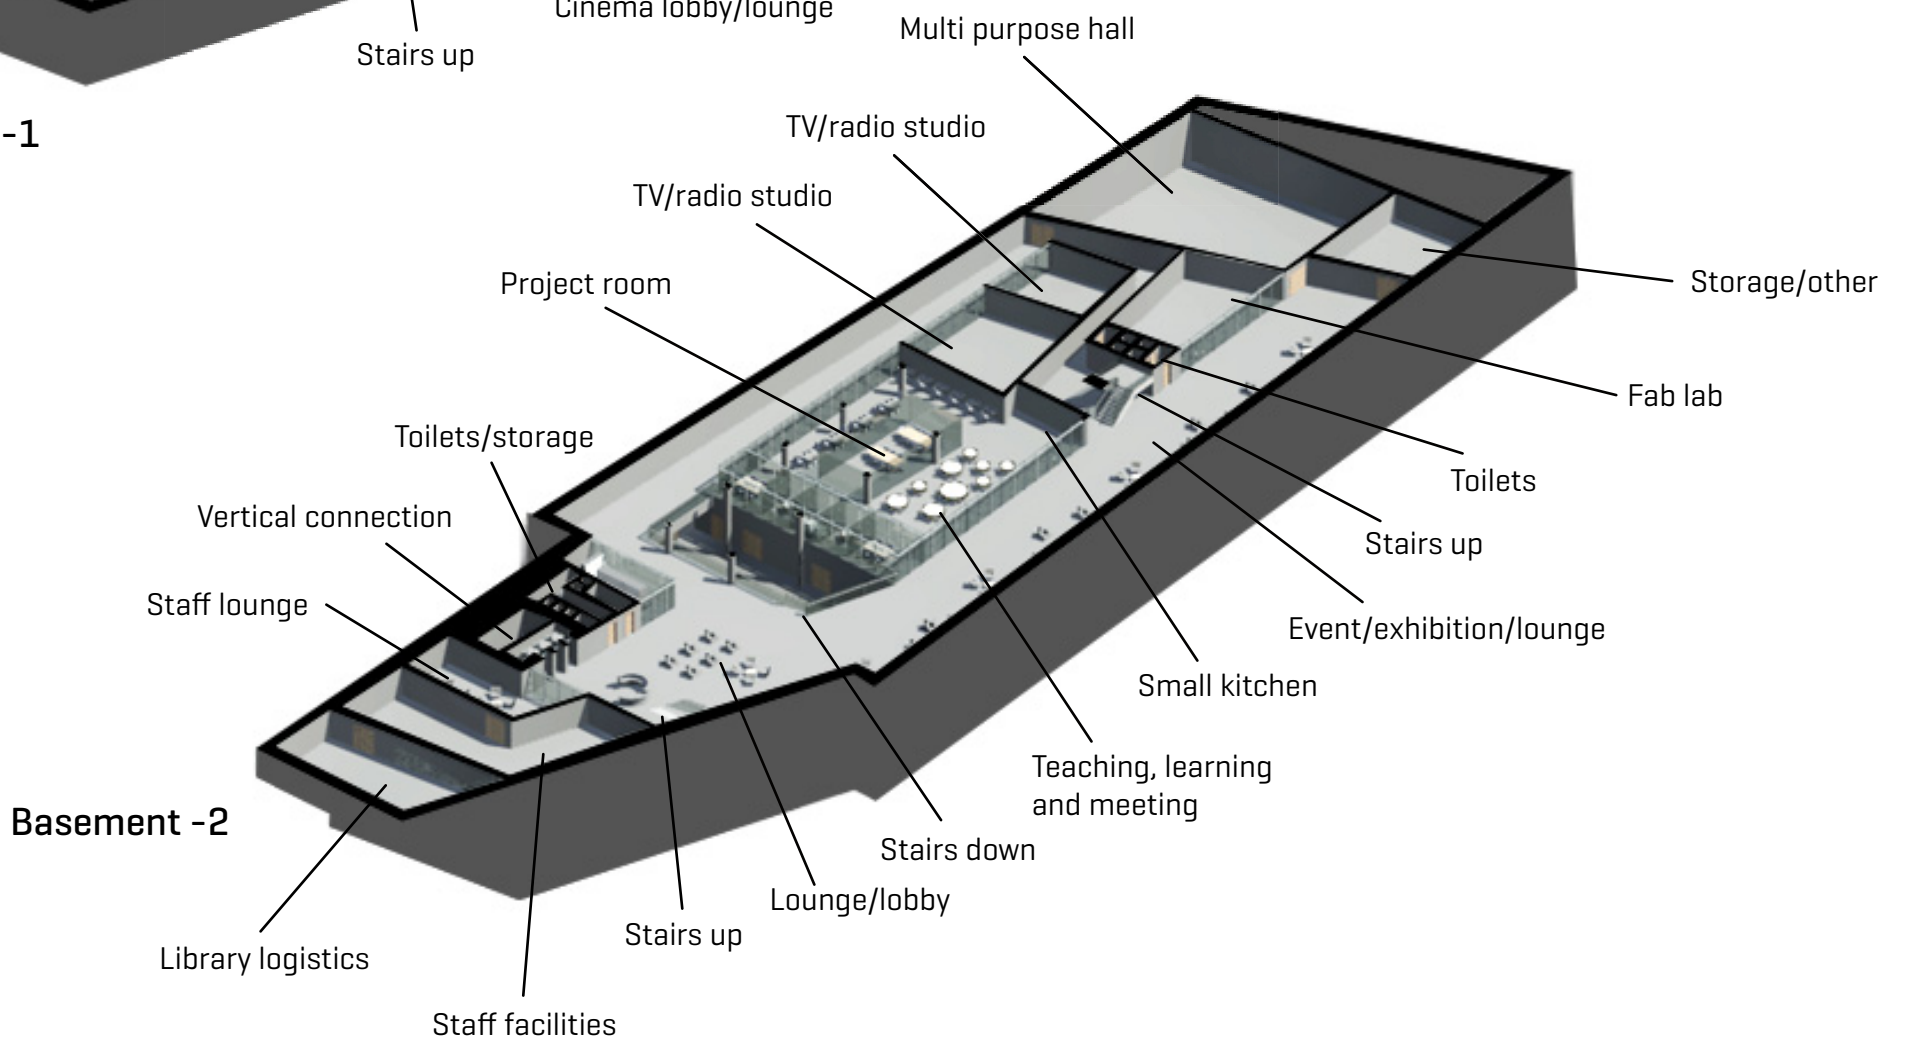 Cinema lobby/lounge
Multi purpose hall
Stairs up
-1
TV/radio studio
TV/radio studio
Project room
Storage/other
Fab lab
Toilets/storage
Toilets
Vertical connection
Stairs up
Staff lounge
Event/exhibition/lounge
Small kitchen
Teaching, learning
and meeting
Basement -2
Stairs down
Lounge/lobby
Stairs up
Library logistics
Staff facilities